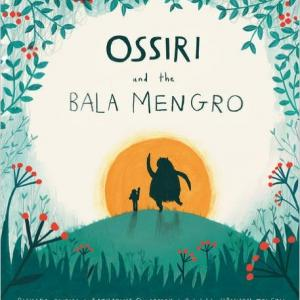 OSSIRI
and the
BALA MENGRO